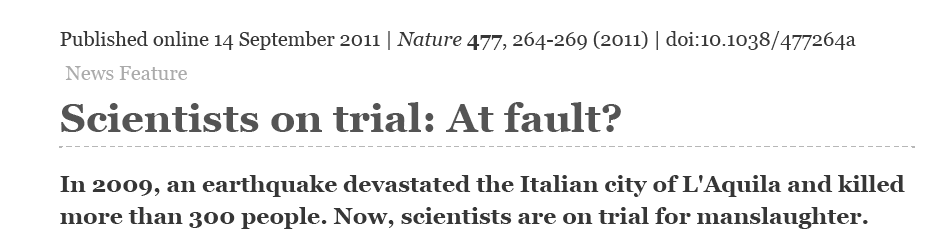 Published online 14 September 2011 | Nature 477, 264-269 (2011) | doi:10.1038/477264a
News Feature
Scientists on trial: At fault?
In 2009, an earthquake devastated the Italian city of L'Aquila and killed
more than 300 people. Now, scientists are on trial for manslaughter.